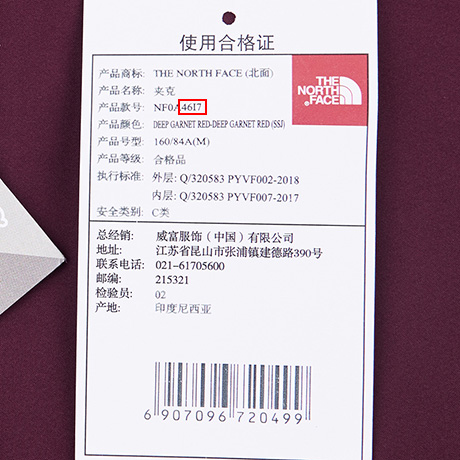 使用合格证
产品商标: THE NORTH FACE (北面)
产品名称: 夹克
产品款号: NF0A4617
产品颜色: DEEP GARNET RED-DEEP GARNET RED (SSJ)
产品号型: 160/84A(M)
产品等级: 合格品
执行标准: 外层: Q/320583 PYVF002-2018
内层: Q/320583 PYVF007-2017
安全类别: C类
THE
NORTH
FACE
总经销: 威富服饰（中国）有限公司
地址: 江苏省昆山市张浦镇建德路390号
联系电话: 021-61705600
邮编: 215321
检验员: 02
产地: 印度尼西亚
6 907096 720499